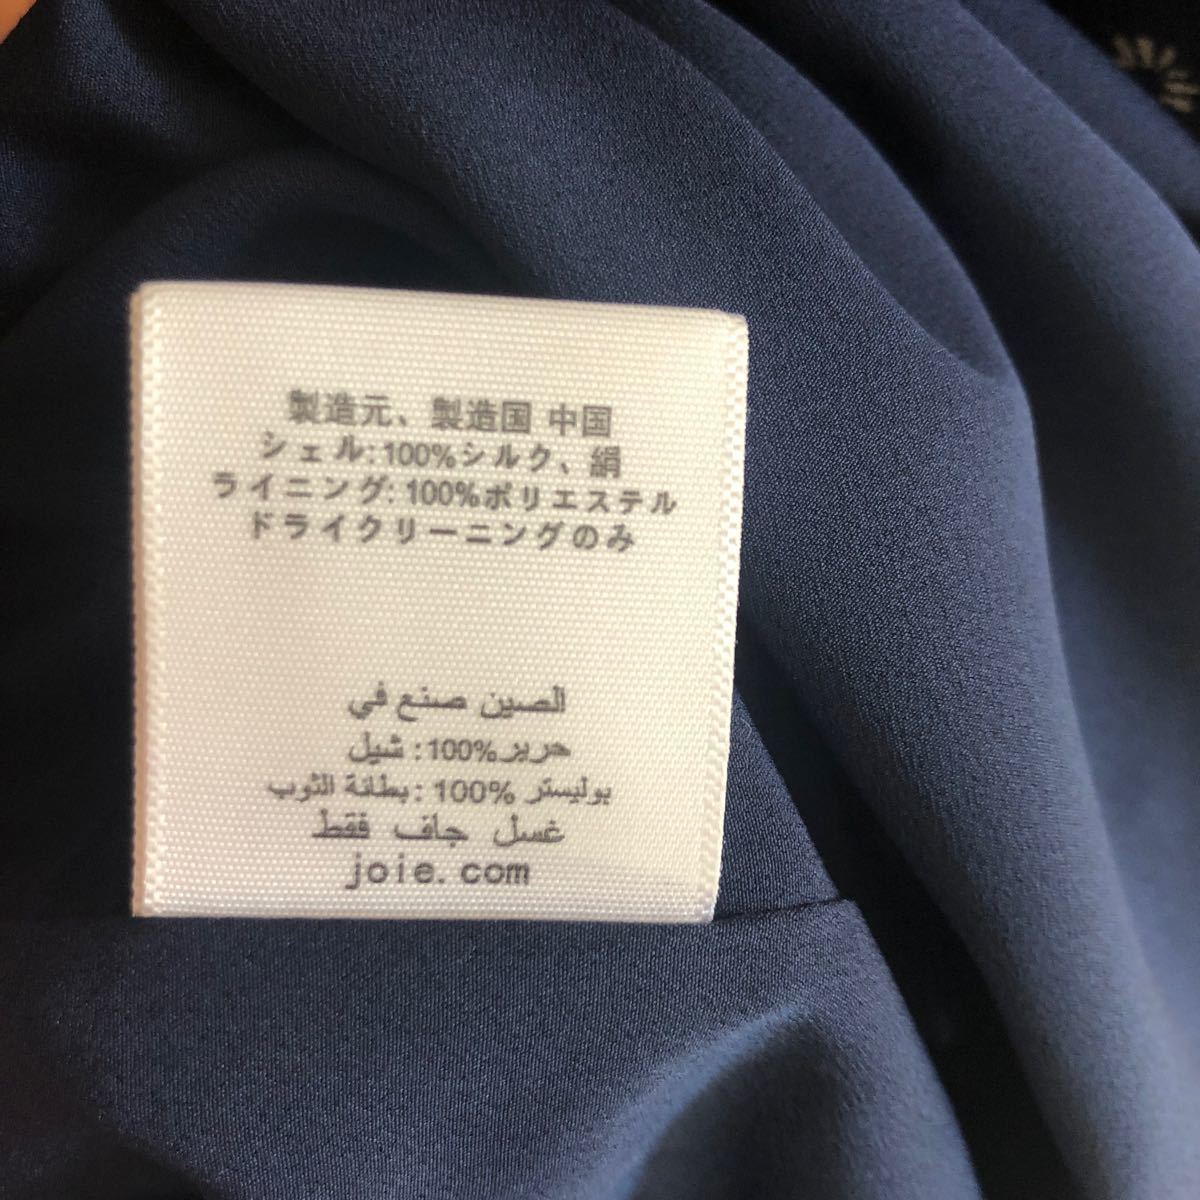 製造元、製造国 中国
シェル:100%シルク、絹
ライニング: 100%ポリエステル
ドライクリーニングのみ
الصين صنع في
حرير%100: شيل
بوليستر %100 :بطانة الثوب
غسل جاف فقط
joie.com